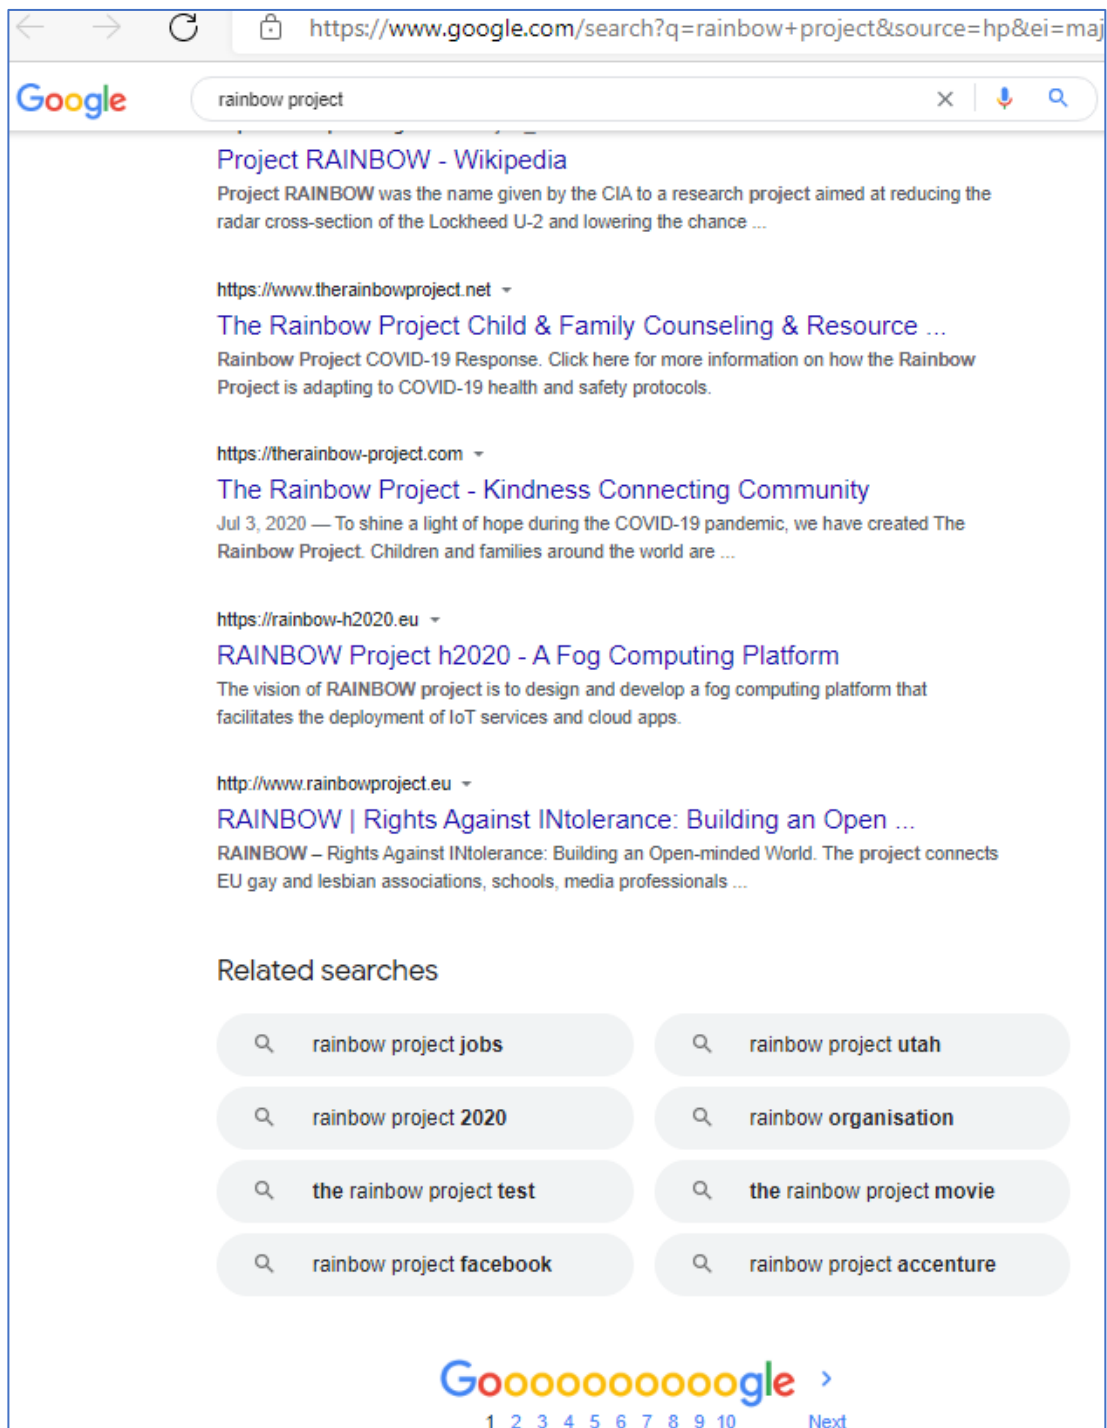 https://www.google.com/search?q=rainbow+project&source=hp&ei=maj
Google
rainbow project
Project RAINBOW - Wikipedia
Project RAINBOW was the name given by the CIA to a research project aimed at reducing the
radar cross-section of the Lockheed U-2 and lowering the chance ...
https://www.therainbowproject.net
The Rainbow Project Child & Family Counseling & Resource ...
Rainbow Project COVID-19 Response. Click here for more information on how the Rainbow
Project is adapting to COVID-19 health and safety protocols.
https://therainbow-project.com
The Rainbow Project - Kindness Connecting Community
Jul 3, 2020 — To shine a light of hope during the COVID-19 pandemic, we have created The
Rainbow Project. Children and families around the world are ...
https://rainbow-h2020.eu
RAINBOW Project h2020 - A Fog Computing Platform
The vision of RAINBOW project is to design and develop a fog computing platform that
facilitates the deployment of IoT services and cloud apps.
http://www.rainbowproject.eu
RAINBOW | Rights Against INtolerance: Building an Open ...
RAINBOW – Rights Against INtolerance: Building an Open-minded World. The project connects
EU gay and lesbian associations, schools, media professionals ...
Related searches
rainbow project jobs
rainbow project utah
rainbow project 2020
rainbow organisation
the rainbow project test
the rainbow project movie
rainbow project facebook
rainbow project accenture
Goooooooooogle >
1 2 3 4 5 6 7 8 9 10 Next